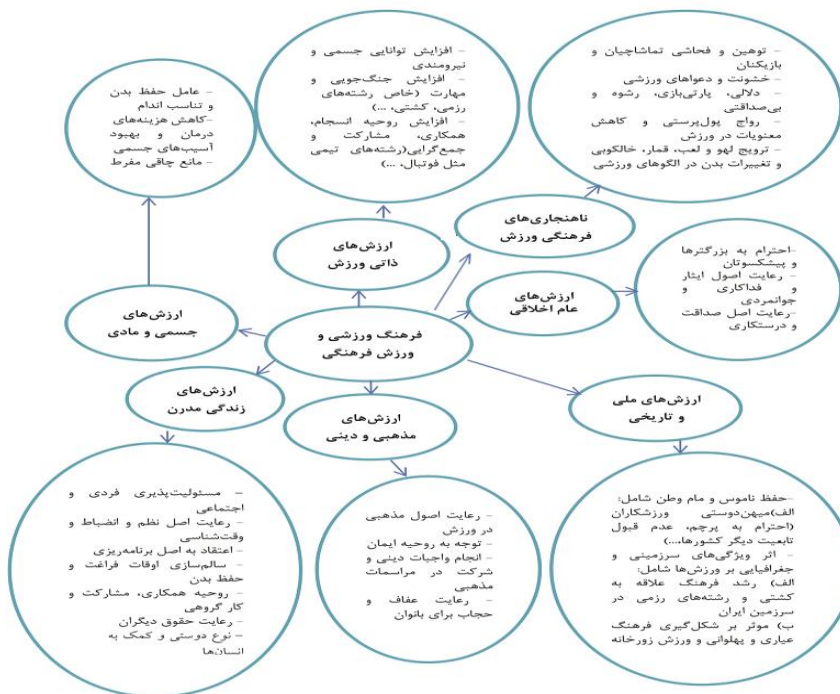 – توهین و فحاشی تماشاچیان و
بازیکنان
– خشونت و دعواهای ورزشی
– دلالی، پارتی‌بازی، رشوه و
بی‌صداقتی
– رواج پول‌پرستی و کاهش
معنویات در ورزش
– ترویج لهو و لعب، قمار، خالکوبی
و تغییرات بدن در الگوهای ورزشی
– افزایش توانایی جسمی و
نیرومندی
– افزایش جنگ‌جویی و
مهارت (خاص رشته‌های
رزمی، کشتی، ...)
– افزایش روحیه انسجام،
همکاری، مشارکت و
جمع‌گرایی(رشته‌های تیمی
مثل فوتبال، ...)
– عامل حفظ بدن
و تناسب اندام
–کاهش هزینه‌های
درمان و بهبود
آسیب‌های جسمی
– مانع چاقی مفرط
ناهنجاری‌های
فرهنگی ورزش
ارزش‌های
ذاتی ورزش
–احترام به بزرگترها
و پیشکسوتان
– رعایت اصول ایثار
و فداکاری و
جوانمردی
–رعایت اصل صداقت
و درستکاری
ارزش‌های
عام اخلاقی
ارزش‌های
جسمی و مادی
فرهنگ ورزشی و
ورزش فرهنگی
ارزش‌های ملی
و تاریخی
ارزش‌های
مذهبی و دینی
ارزش‌های
زندگی مدرن
–حفظ ناموس و مام وطن شامل:
الف)میهن‌دوستی ورزشکاران
(احترام به پرچم، عدم قبول
تابعیت دیگر کشورها،...)
– اثر ویژگی‌های سرزمینی و
جغرافیایی بر ورزش‌ها شامل:
الف) رشد فرهنگ علاقه به
کشتی و رشته‌های رزمی در
سرزمین ایران
ب) موثر بر شکل‌گیری فرهنگ
عیاری و پهلوانی و ورزش زورخانه
– رعایت اصول مذهبی
در ورزش
– توجه به روحیه ایمان
– انجام واجبات دینی و
شرکت در مراسمات
مذهبی
– رعایت عفاف و
حجاب برای بانوان
– مسئولیت‌پذیری فردی و
اجتماعی
– رعایت اصل نظم و انضباط و
وقت‌شناسی
– اعتقاد به اصل برنامه‌ریزی
– سالم‌سازی اوقات فراغت و
حفظ بدن
– روحیه همکاری، مشارکت و
کار گروهی
– رعایت حقوق دیگران
– نوع دوستی و کمک به
انسان‌ها